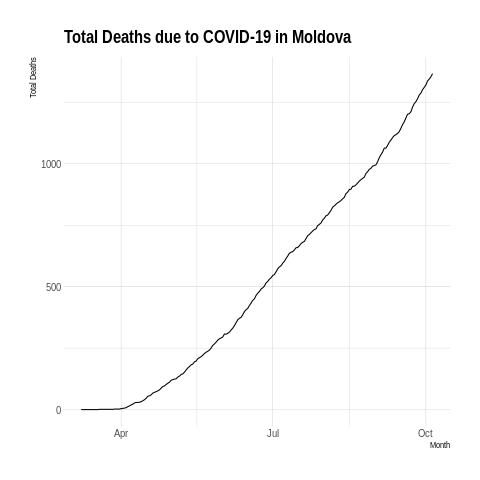 Total Deaths due to COVID-19 in Moldova
Total Deaths
1000
500
0
Apr
Jul
Oct
Month